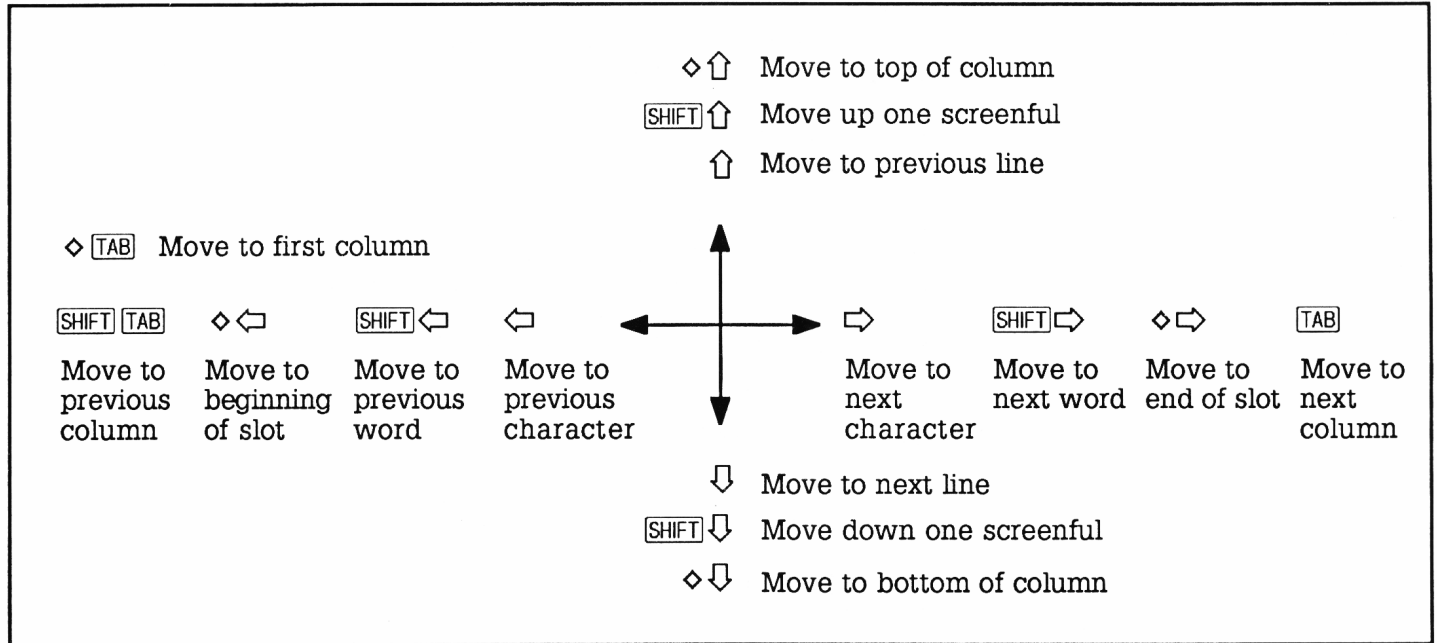 ◇⇧ Move to top of column
SHIFT⇧ Move up one screenful
⇧ Move to previous line
◇ TAB Move to first column
SHIFT TAB ◇⇦ SHIFT⇦ ⇦ ⇨ SHIFT⇨ ◇⇨ TAB
Move to previous column
Move to beginning of slot
Move to previous word
Move to previous character
Move to next character
Move to next word
Move to end of slot
Move to next column
⇩ Move to next line
SHIFT⇩ Move down one screenful
◇⇩ Move to bottom of column